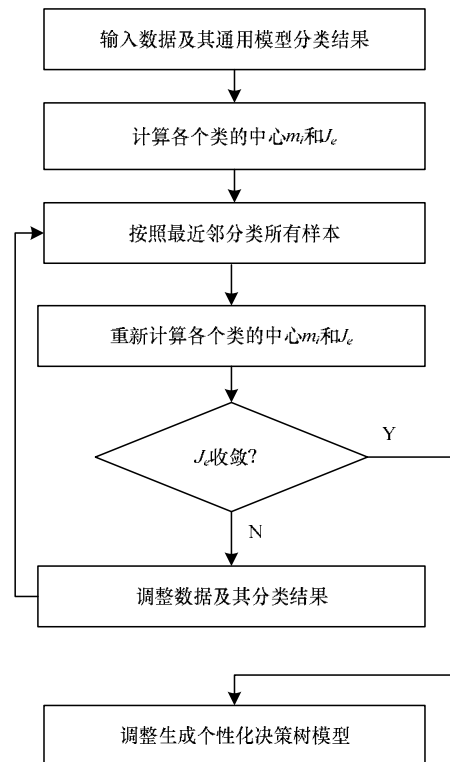 输入数据及其通用模型分类结果
计算各个类的中心mi和Je
按照最近邻分类所有样本
重新计算各个类的中心mi和Je
Je收敛?
Y
N
调整数据及其分类结果
调整生成个性化决策树模型